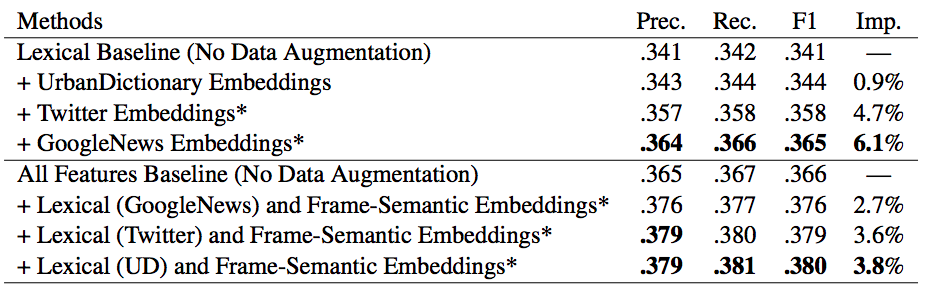 Methods Prec. Rec. F1 Imp.
Lexical Baseline (No Data Augmentation) .341 .342 .341 —
+ UrbanDictionary Embeddings .343 .344 .344 0.9%
+ Twitter Embeddings* .357 .358 .358 4.7%
+ GoogleNews Embeddings* .364 .366 .365 6.1%
All Features Baseline (No Data Augmentation) .365 .367 .366 —
+ Lexical (GoogleNews) and Frame-Semantic Embeddings* .376 .377 .376 2.7%
+ Lexical (Twitter) and Frame-Semantic Embeddings* .379 .380 .379 3.6%
+ Lexical (UD) and Frame-Semantic Embeddings* .379 .381 .380 3.8%